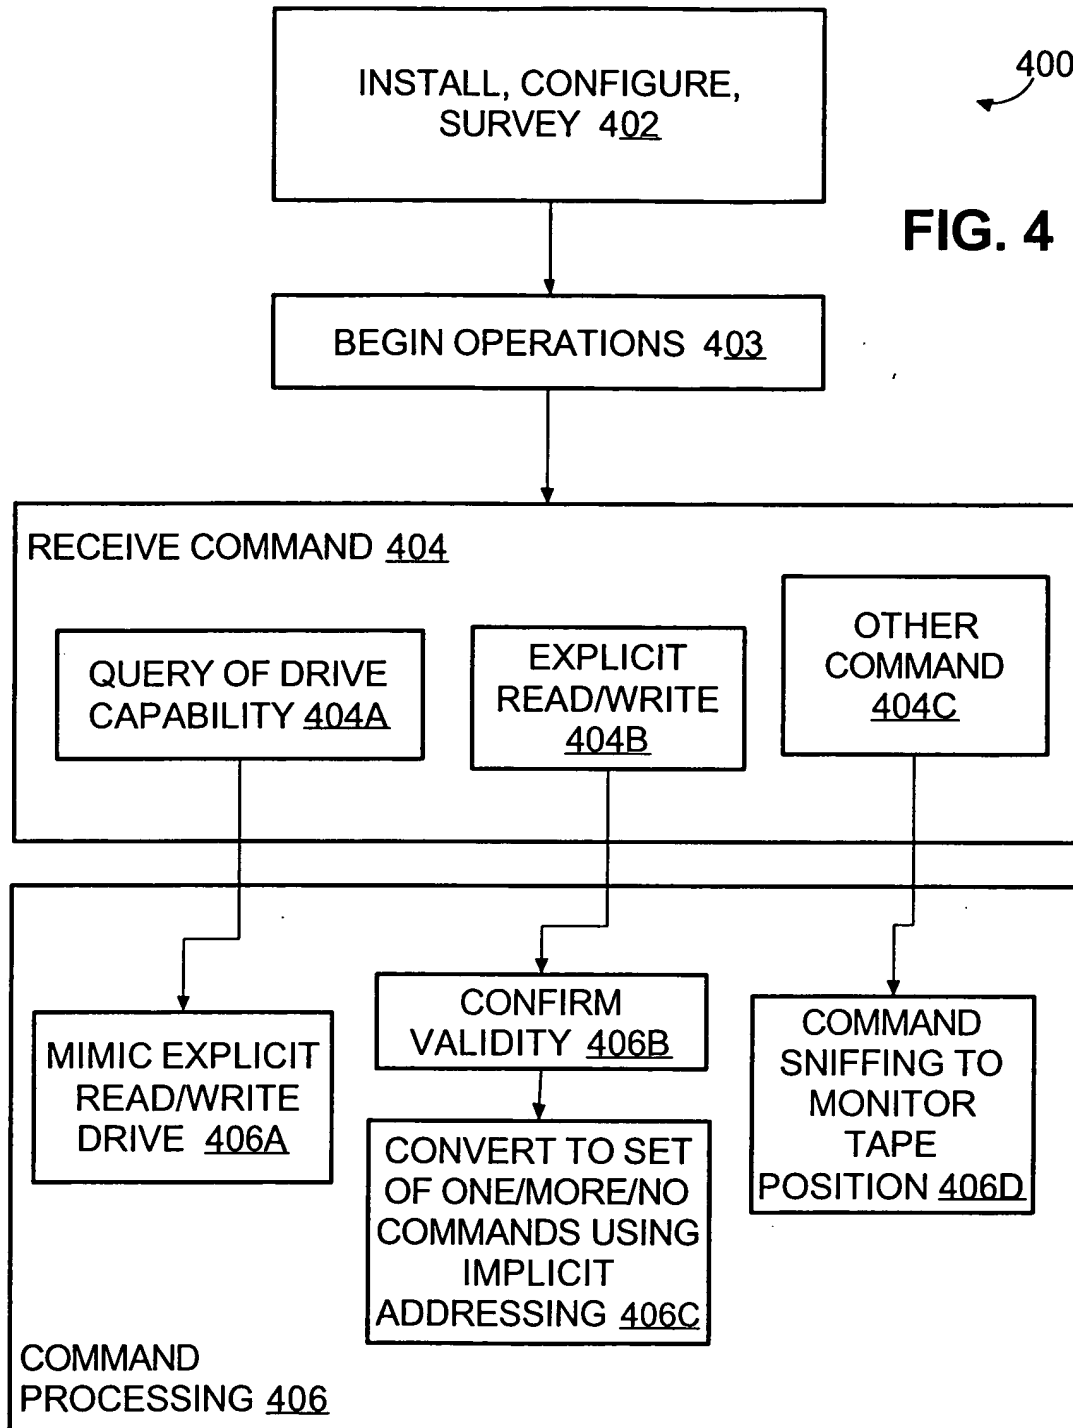 INSTALL, CONFIGURE,
SURVEY 402
400
FIG. 4
BEGIN OPERATIONS 403
RECEIVE COMMAND 404
QUERY OF DRIVE
CAPABILITY 404A
EXPLICIT
READ/WRITE
404B
OTHER
COMMAND
404C
MIMIC EXPLICIT
READ/WRITE
DRIVE 406A
CONFIRM
VALIDITY 406B
CONVERT TO SET
OF ONE/MORE/NO
COMMANDS USING
IMPLICIT
ADDRESSING 406C
COMMAND
SNIFFING TO
MONITOR
TAPE
POSITION 406D
COMMAND
PROCESSING 406